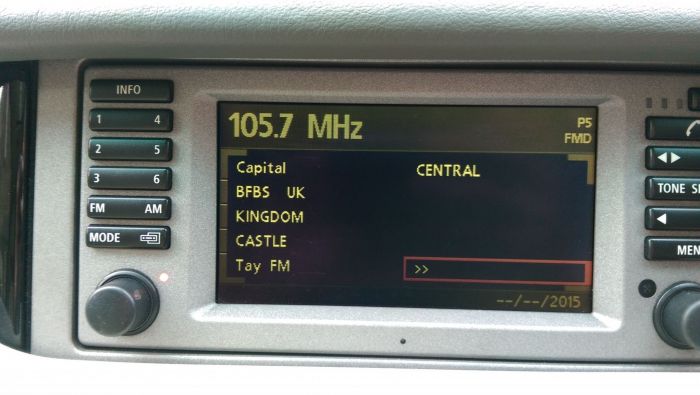 INFO
1 4
2 5
3 6
FM AM
MODE
105.7 MHz
P5
FMD
Capital CENTRAL
BFBS UK
KINGDOM
CASTLE
Tay FM >>
--/--/2015
TONE
MEN